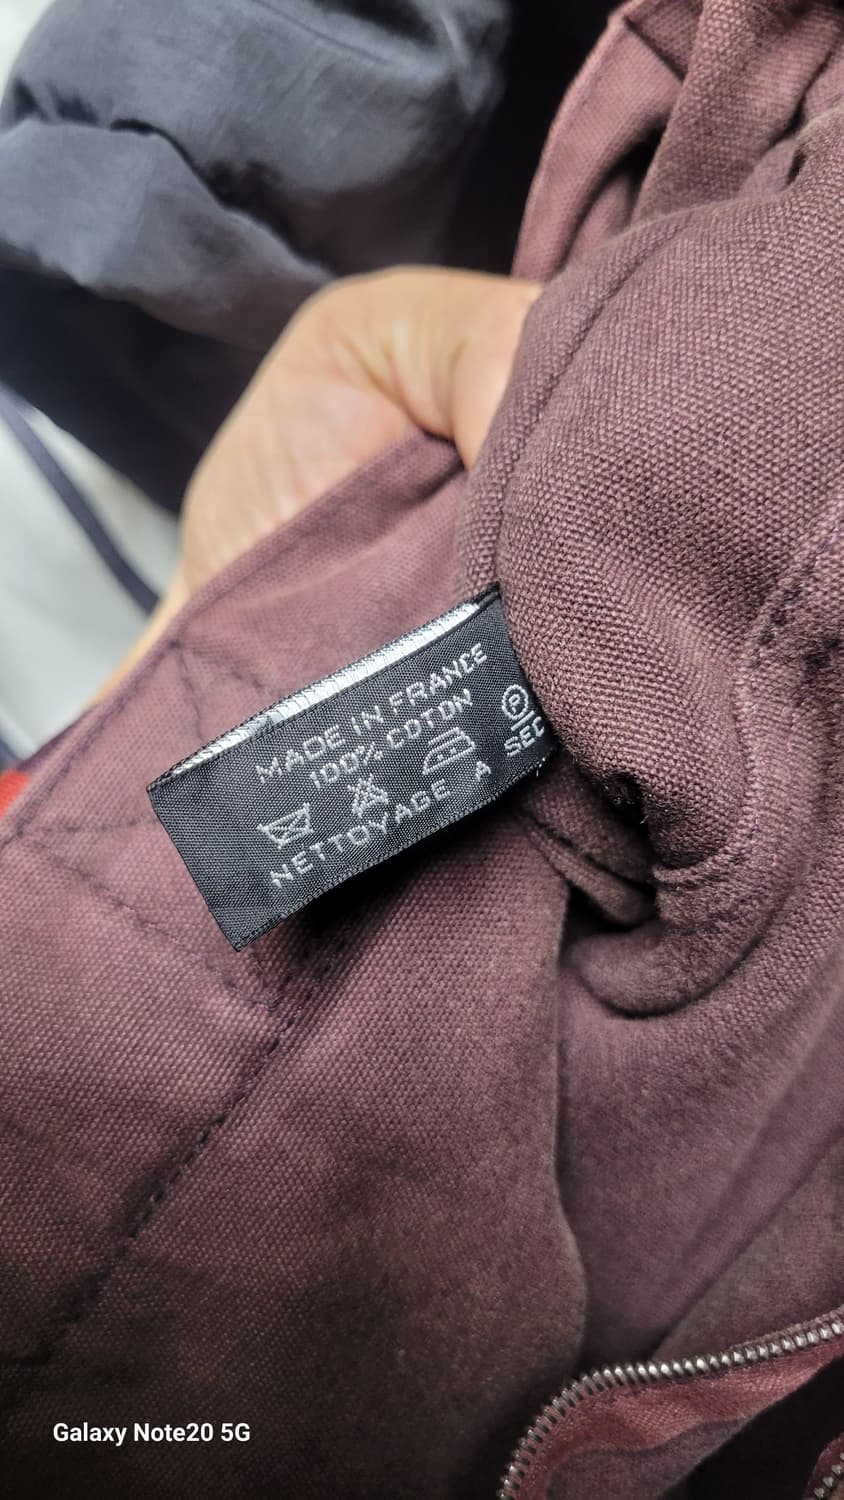 MADE IN FRANCE
100% COTON
P
NETTOYAGE A SEC
Galaxy Note20 5G